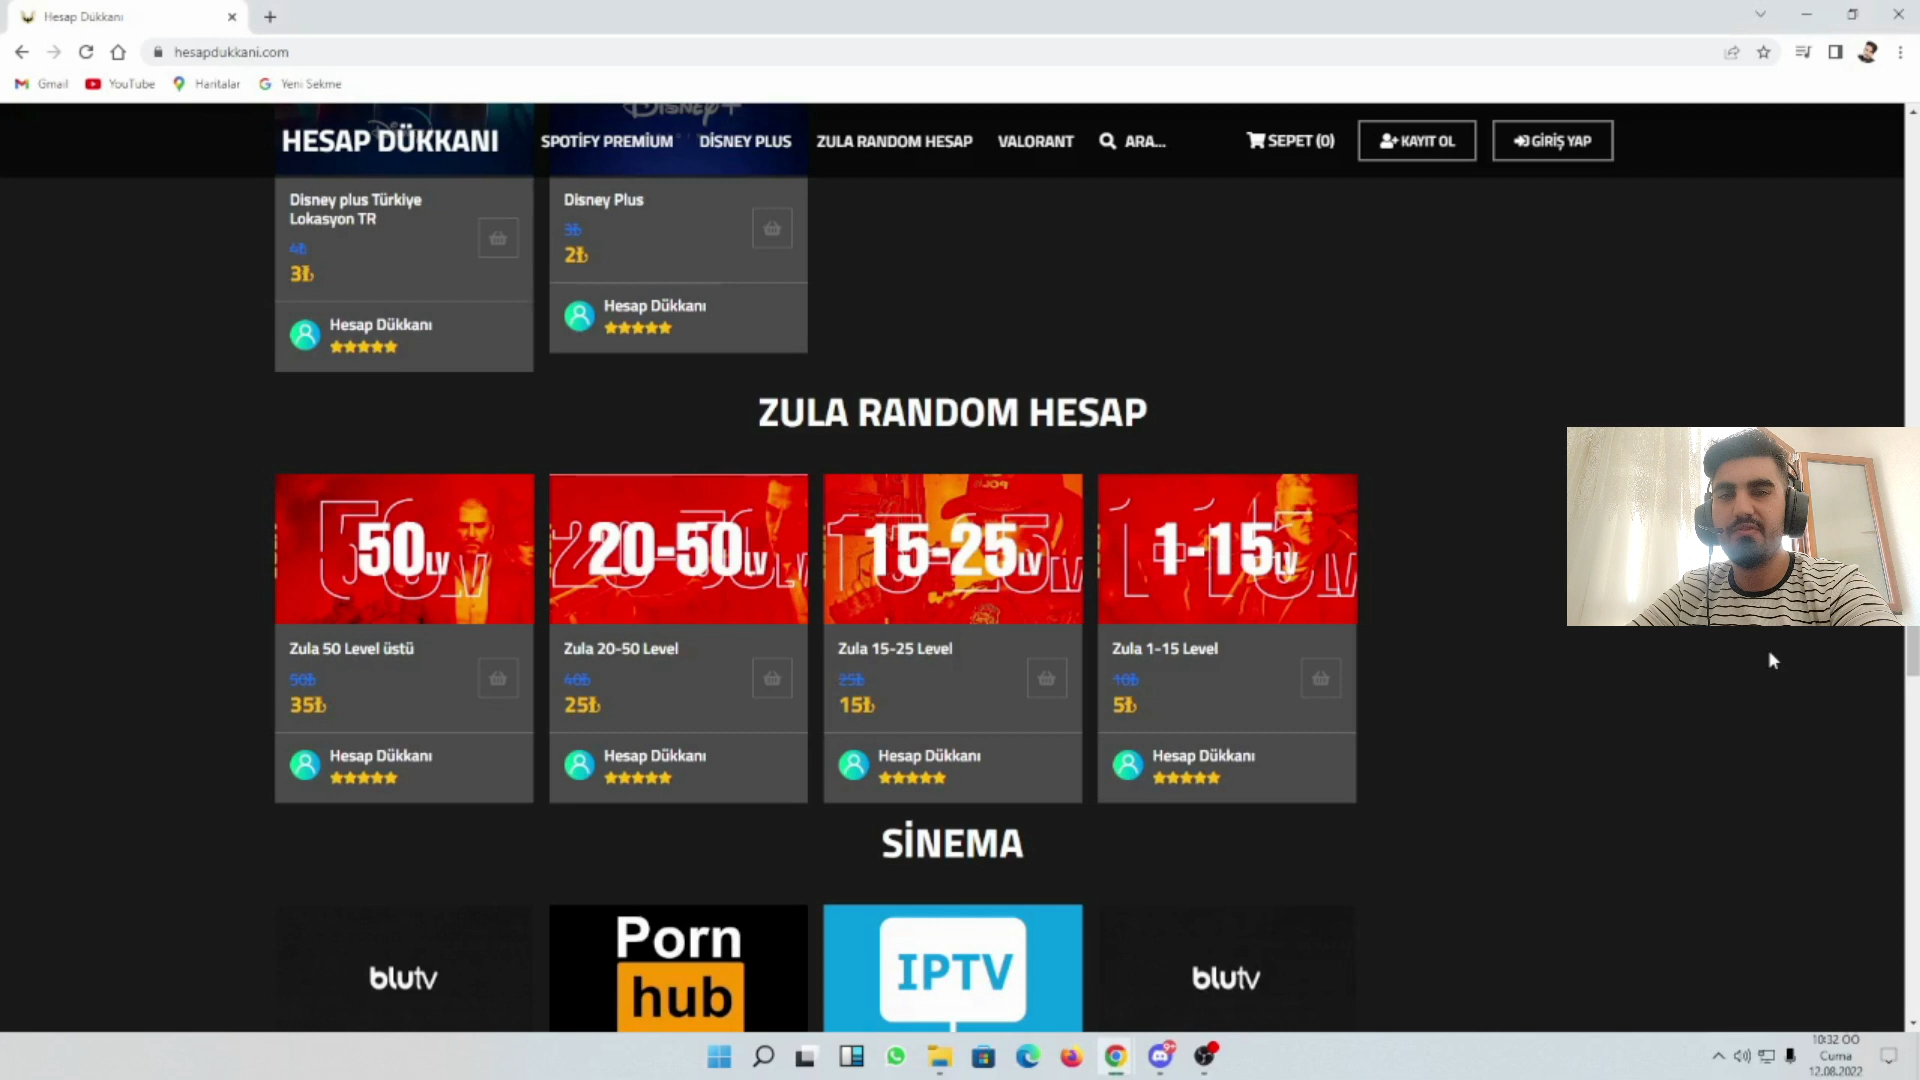 Hesap Dükkanı
hesapdukkani.com
Gmail
YouTube
Haritalar
Yeni Sekme
HESAP DÜKKANI
SPOTİFY PREMİUM
DİSNEY PLUS
ZULA RANDOM HESAP
VALORANT
ARA...
SEPET (0)
KAYIT OL
GİRİŞ YAP
Disney plus Türkiye
Lokasyon TR
4₺
3₺
Hesap Dükkanı
Disney Plus
3₺
2₺
Hesap Dükkanı
ZULA RANDOM HESAP
50LV
Zula 50 Level üstü
50₺
35₺
Hesap Dükkanı
20-50LV
Zula 20-50 Level
40₺
25₺
Hesap Dükkanı
15-25LV
Zula 15-25 Level
25₺
15₺
Hesap Dükkanı
1-15LV
Zula 1-15 Level
10₺
5₺
Hesap Dükkanı
SİNEMA
blutv
Porn
hub
IPTV
blutv
9+
10:32:00
Cuma
12.08.2022